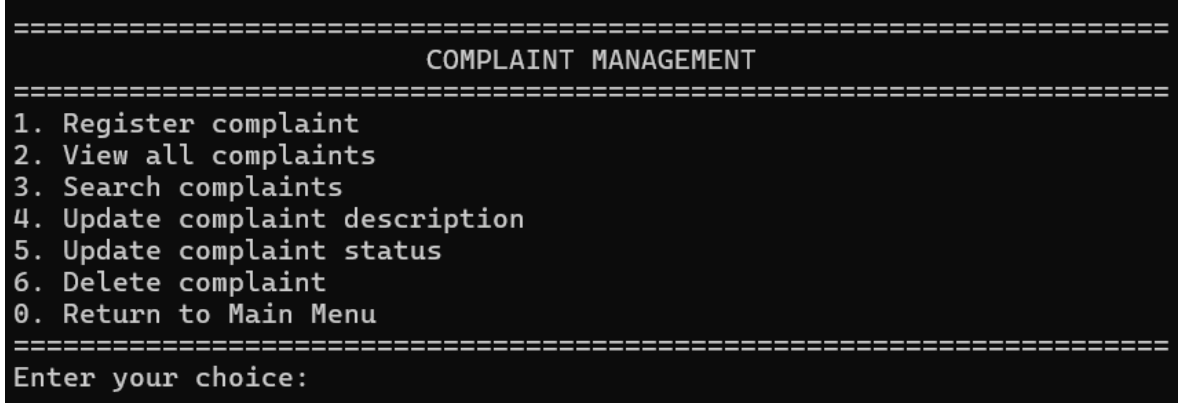 ======================================================================
COMPLAINT MANAGEMENT
======================================================================
1. Register complaint
2. View all complaints
3. Search complaints
4. Update complaint description
5. Update complaint status
6. Delete complaint
0. Return to Main Menu
======================================================================
Enter your choice: